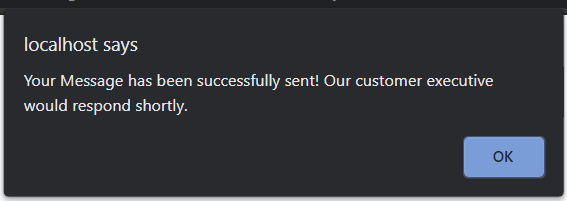 localhost says
Your Message has been successfully sent! Our customer executive
would respond shortly.
OK